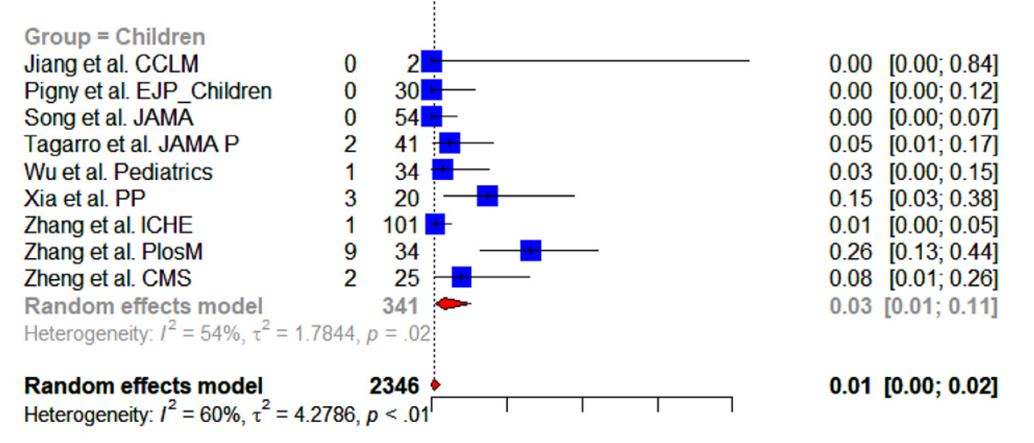 Group = Children
Jiang et al. CCLM 0 2 0.00 [0.00; 0.84]
Pigny et al. EJP_Children 0 30 0.00 [0.00; 0.12]
Song et al. JAMA 0 54 0.00 [0.00; 0.07]
Tagarro et al. JAMA P 2 41 0.05 [0.01; 0.17]
Wu et al. Pediatrics 1 34 0.03 [0.00; 0.15]
Xia et al. PP 3 20 0.15 [0.03; 0.38]
Zhang et al. ICHE 1 101 0.01 [0.00; 0.05]
Zhang et al. PlosM 9 34 0.26 [0.13; 0.44]
Zheng et al. CMS 2 25 0.08 [0.01; 0.26]
Random effects model 341 0.03 [0.01; 0.11]
Heterogeneity: I² = 54%, τ² = 1.7844, p = .02
Random effects model 2346 0.01 [0.00; 0.02]
Heterogeneity: I² = 60%, τ² = 4.2786, p < .01